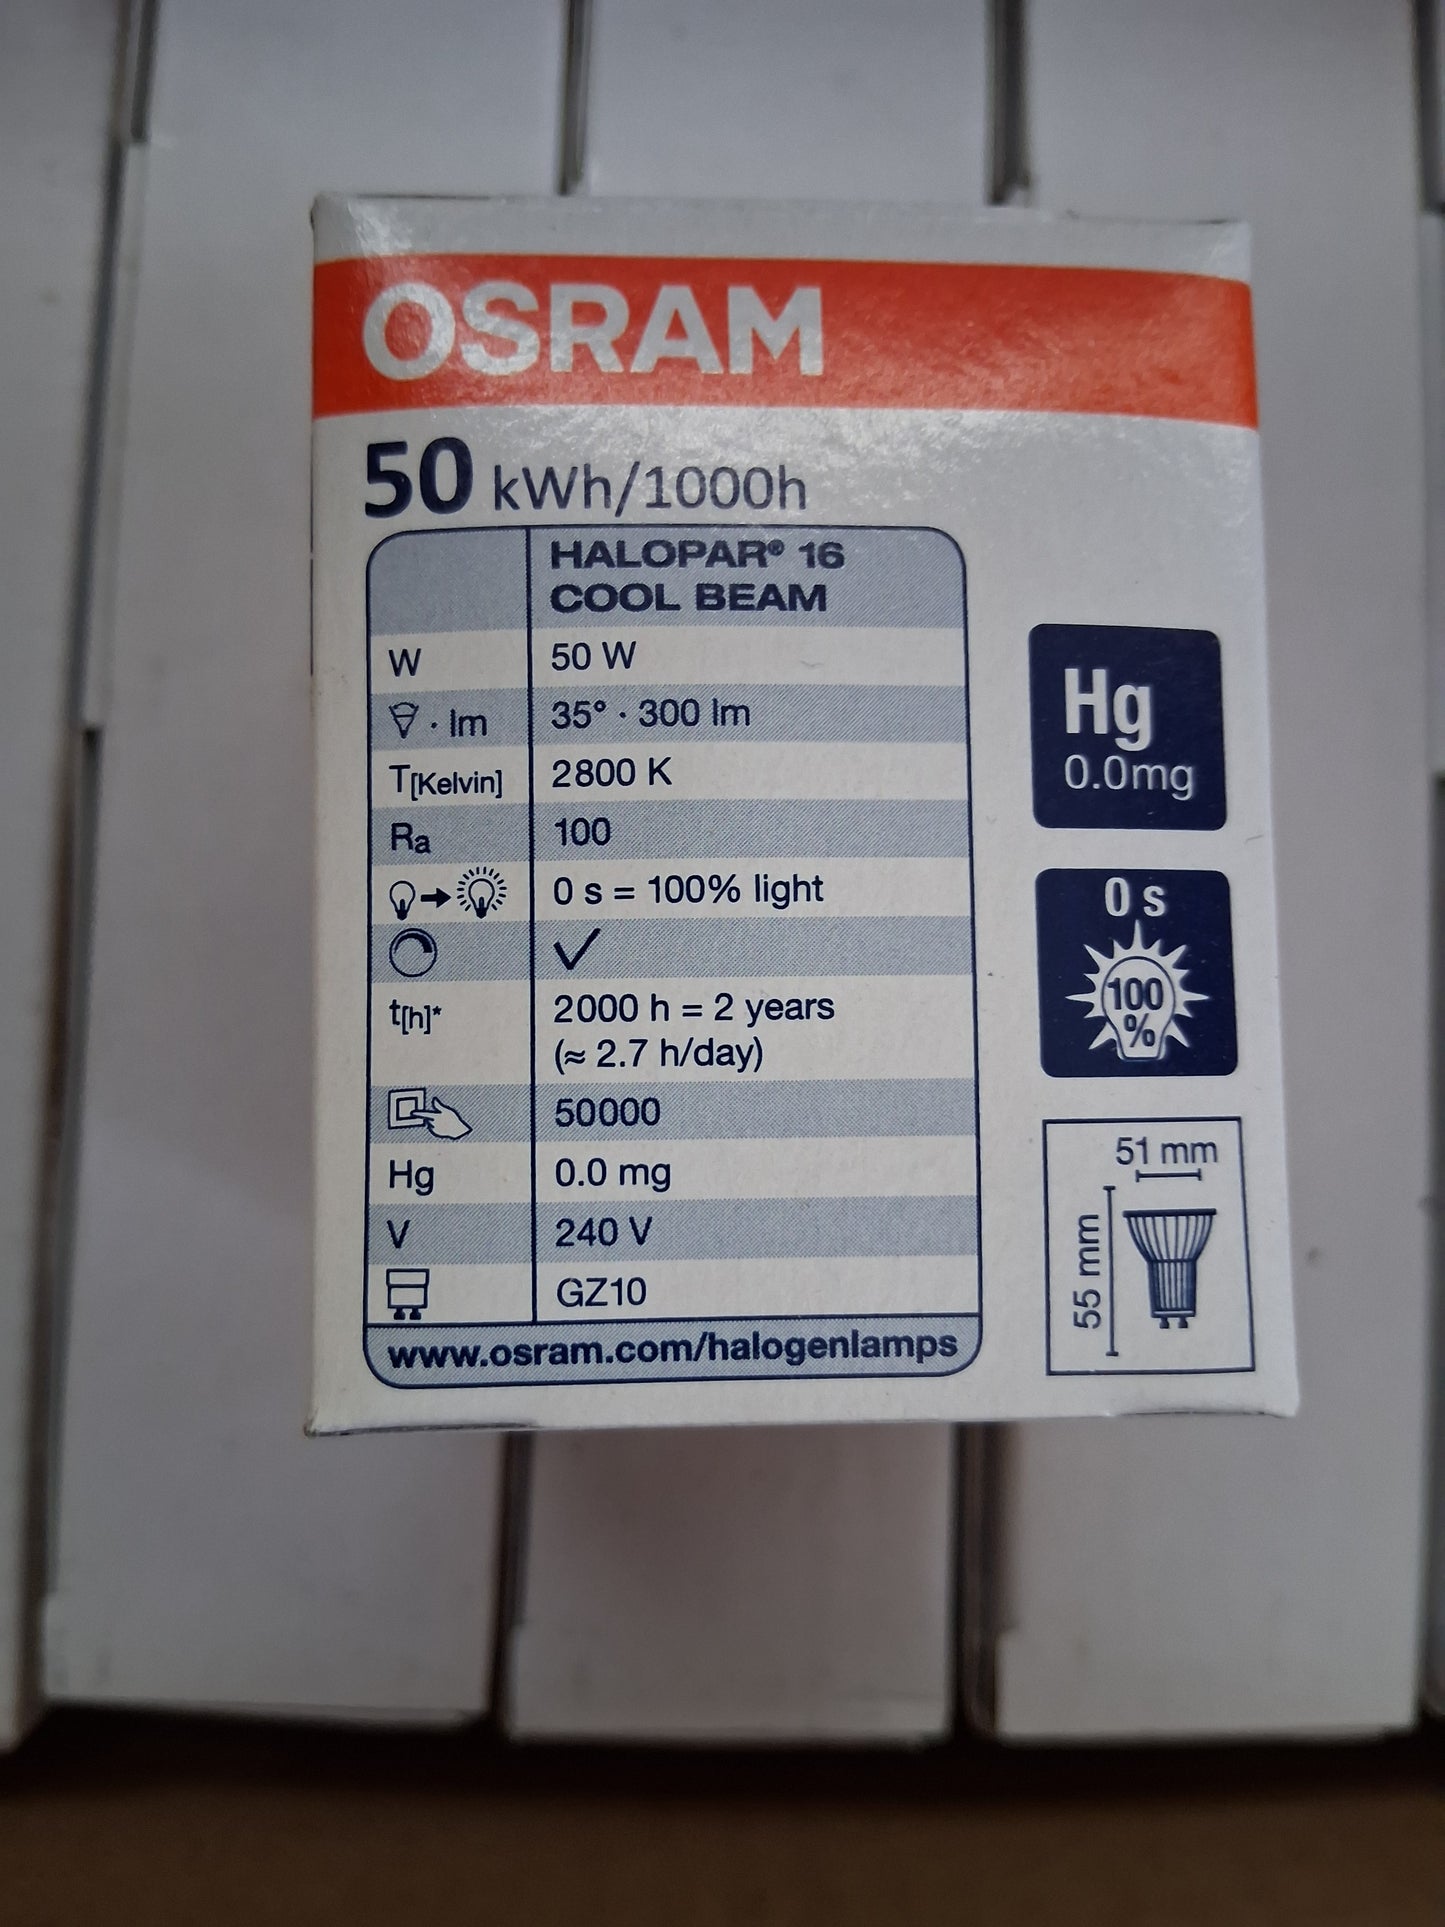 OSRAM
50 kWh/1000h
HALOPAR® 16
COOL BEAM
W 50 W
· lm 35° · 300 lm
T[Kelvin] 2800 K
Ra 100
0 s = 100% light
✓
t[h]* 2000 h = 2 years
(≈ 2.7 h/day)
50000
Hg 0.0 mg
V 240 V
GZ10
www.osram.com/halogenlamps
Hg
0.0mg
0 s
100
%
51 mm
55 mm